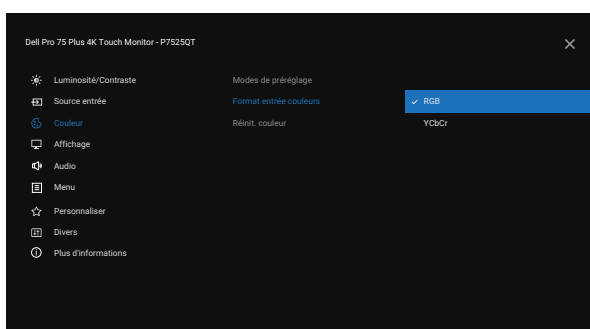 Dell Pro 75 Plus 4K Touch Monitor - P7525QT
Luminosité/Contraste
Modes de préréglage
Source entrée
Format entrée couleurs
RGB
Couleur
Réinit. couleur
YCbCr
Affichage
Audio
Menu
Personnaliser
Divers
Plus d'informations